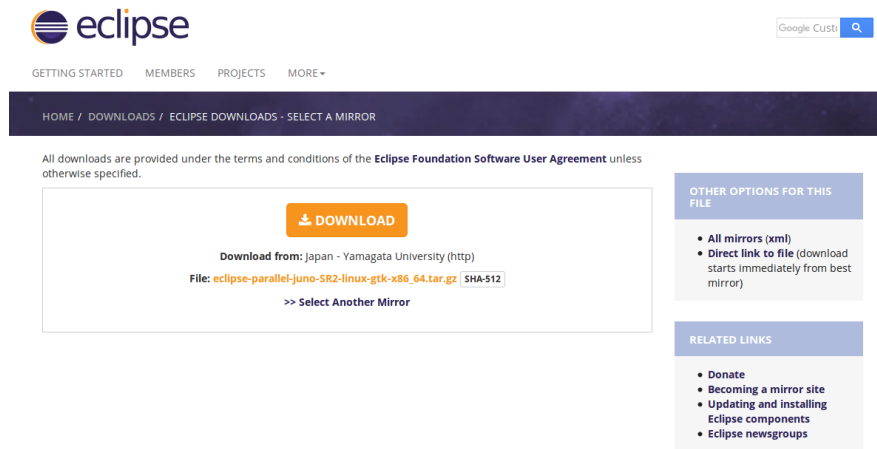 eclipse
Google Custo
GETTING STARTED MEMBERS PROJECTS MORE
HOME / DOWNLOADS / ECLIPSE DOWNLOADS - SELECT A MIRROR
All downloads are provided under the terms and conditions of the Eclipse Foundation Software User Agreement unless
otherwise specified.
DOWNLOAD
Download from: Japan - Yamagata University (http)
File: eclipse-parallel-juno-SR2-linux-gtk-x86_64.tar.gz SHA-512
>> Select Another Mirror
OTHER OPTIONS FOR THIS
FILE
All mirrors (xml)
Direct link to file (download
starts immediately from best
mirror)
RELATED LINKS
Donate
Becoming a mirror site
Updating and installing
Eclipse components
Eclipse newsgroups